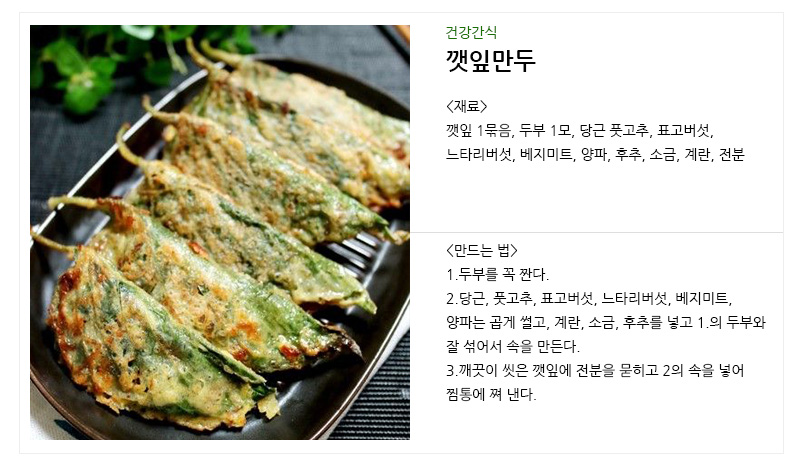 건강간식
깻잎만두
<재료>
깻잎 1묶음, 두부 1모, 당근 풋고추, 표고버섯,
느타리버섯, 베지미트, 양파, 후추, 소금, 계란, 전분
<만드는 법>
1.두부를 꼭 짠다.
2.당근, 풋고추, 표고버섯, 느타리버섯, 베지미트,
양파는 곱게 썰고, 계란, 소금, 후추를 넣고 1.의 두부와
잘 섞어서 속을 만든다.
3.깨끗이 씻은 깻잎에 전분을 묻히고 2의 속을 넣어
찜통에 쪄 낸다.